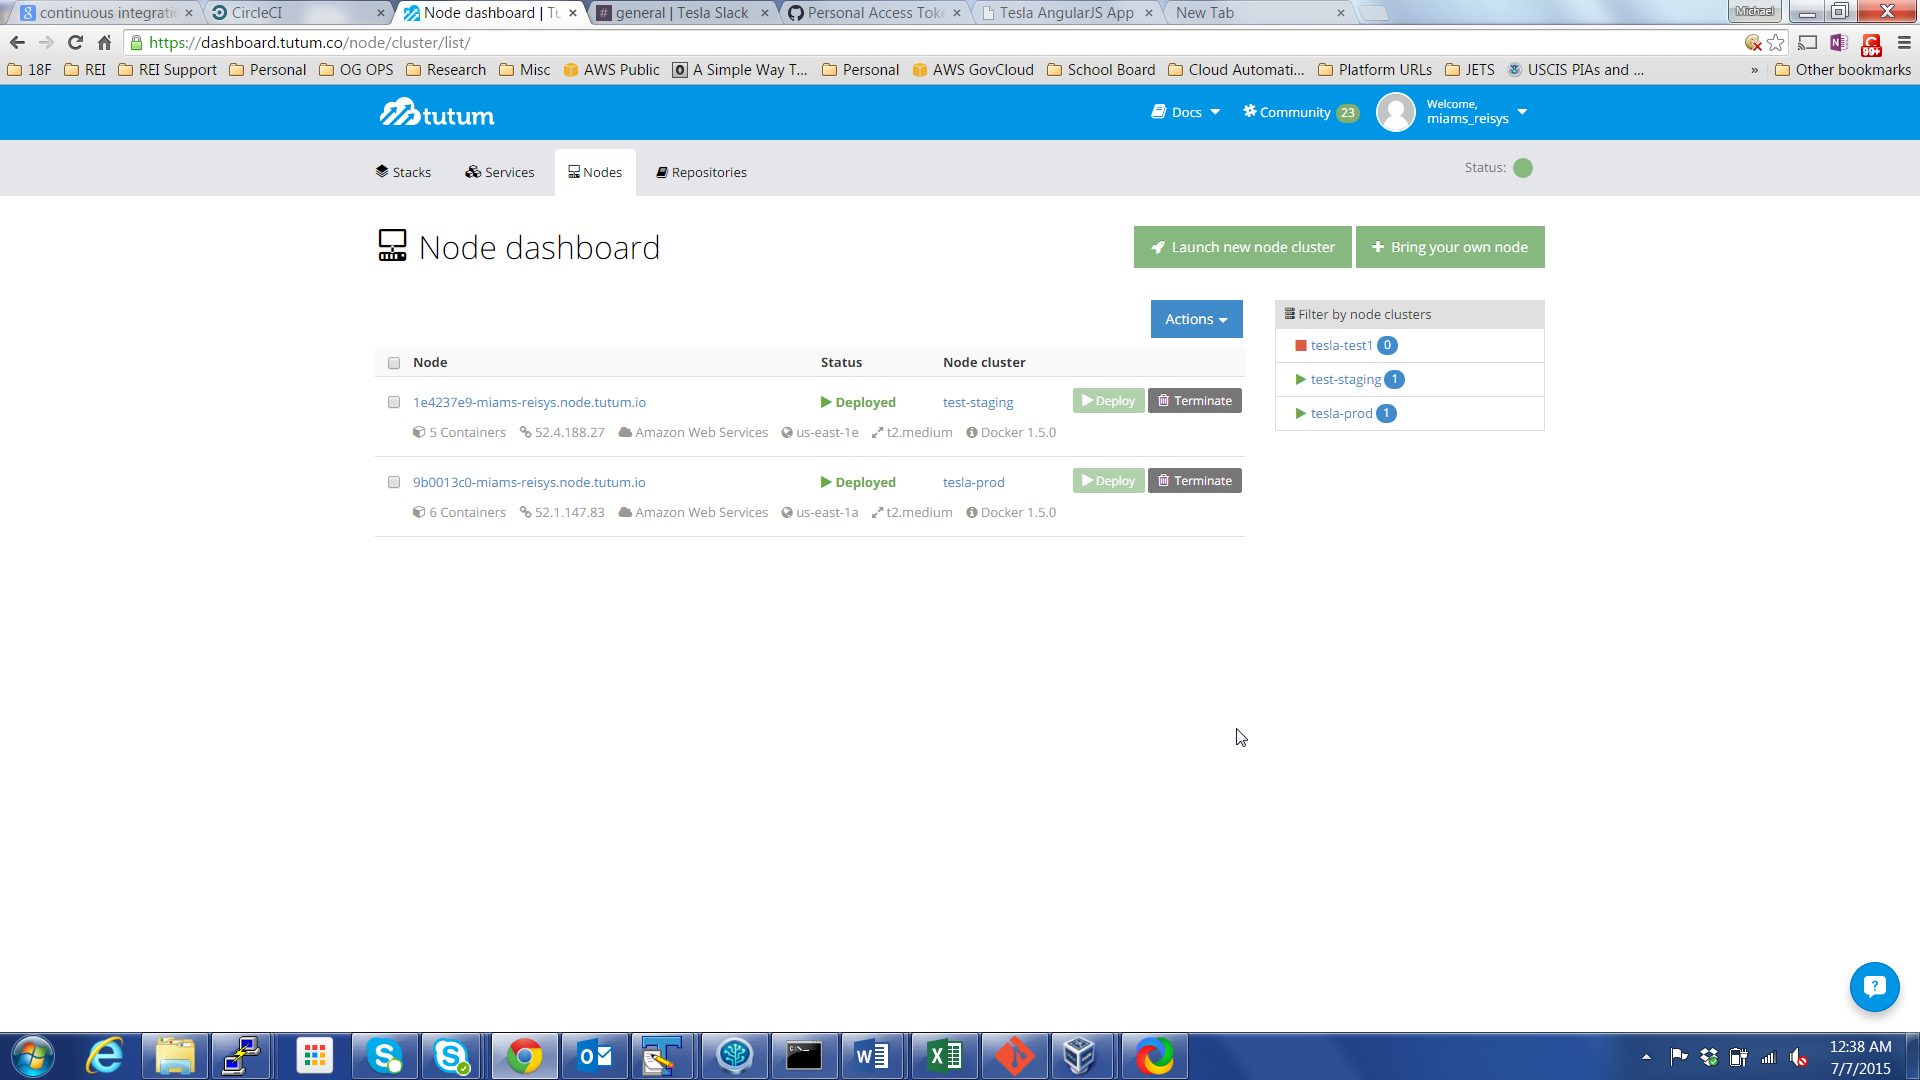 continuous integratio
CircleCI
Node dashboard | Tu
general | Tesla Slack
Personal Access Toke
Tesla AngularJS App
New Tab
Michael
https://dashboard.tutum.co/node/cluster/list/
99+
18F REI REI Support Personal OG OPS Research Misc AWS Public A Simple Way T... Personal AWS GovCloud School Board Cloud Automati... Platform URLs JETS USCIS PIAs and ... » Other bookmarks
tutum
Docs
Community 23
Welcome,
miams_reisys
Stacks Services Nodes Repositories
Status:
Node dashboard
Launch new node cluster
Bring your own node
Actions
Node Status Node cluster
1e4237e9-miams-reisys.node.tutum.io Deployed test-staging Deploy Terminate
5 Containers 52.4.188.27 Amazon Web Services us-east-1e t2.medium Docker 1.5.0
9b0013c0-miams-reisys.node.tutum.io Deployed tesla-prod Deploy Terminate
6 Containers 52.1.147.83 Amazon Web Services us-east-1a t2.medium Docker 1.5.0
Filter by node clusters
tesla-test1 0
test-staging 1
tesla-prod 1
12:38 AM
7/7/2015